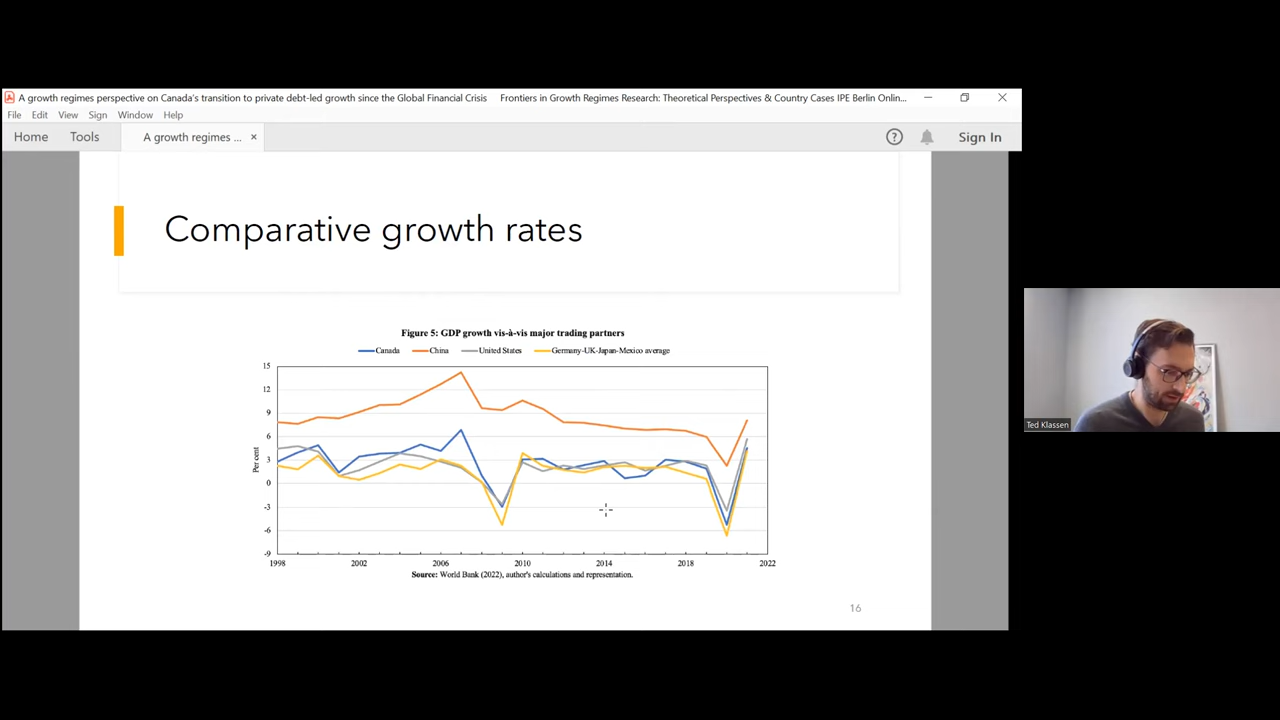 A growth regimes perspective on Canada's transition to private debt-led growth since the Global Financial Crisis Frontiers in Growth Regimes Research: Theoretical Perspectives & Country Cases IPE Berlin Onlin...
File Edit View Sign Window Help
Home Tools A growth regimes ... × ? Sign In
Comparative growth rates
Figure 5: GDP growth vis-à-vis major trading partners
Canada China United States Germany-UK-Japan-Mexico average
Per cent
15
12
9
6
3
0
-3
-6
-9
1998 2002 2006 2010 2014 2018 2022
Source: World Bank (2022), author's calculations and representation.
16
Ted Klassen